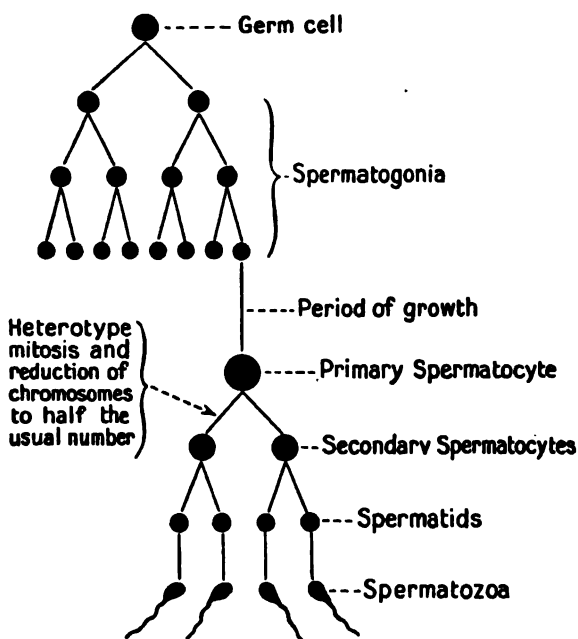 Germ cell
Spermatogonia
Period of growth
Heterotype
mitosis and
reduction of
chromosomes
to half the
usual number
Primary Spermatocyte
Secondary Spermatocytes
Spermatids
Spermatozoa